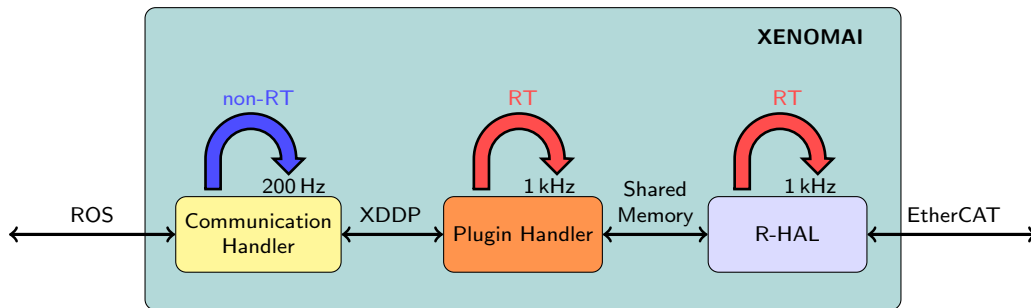 XENOMAI
non-RT
RT
RT
200 Hz
1 kHz
1 kHz
ROS
Communication
Handler
XDDP
Plugin Handler
Shared
Memory
R-HAL
EtherCAT